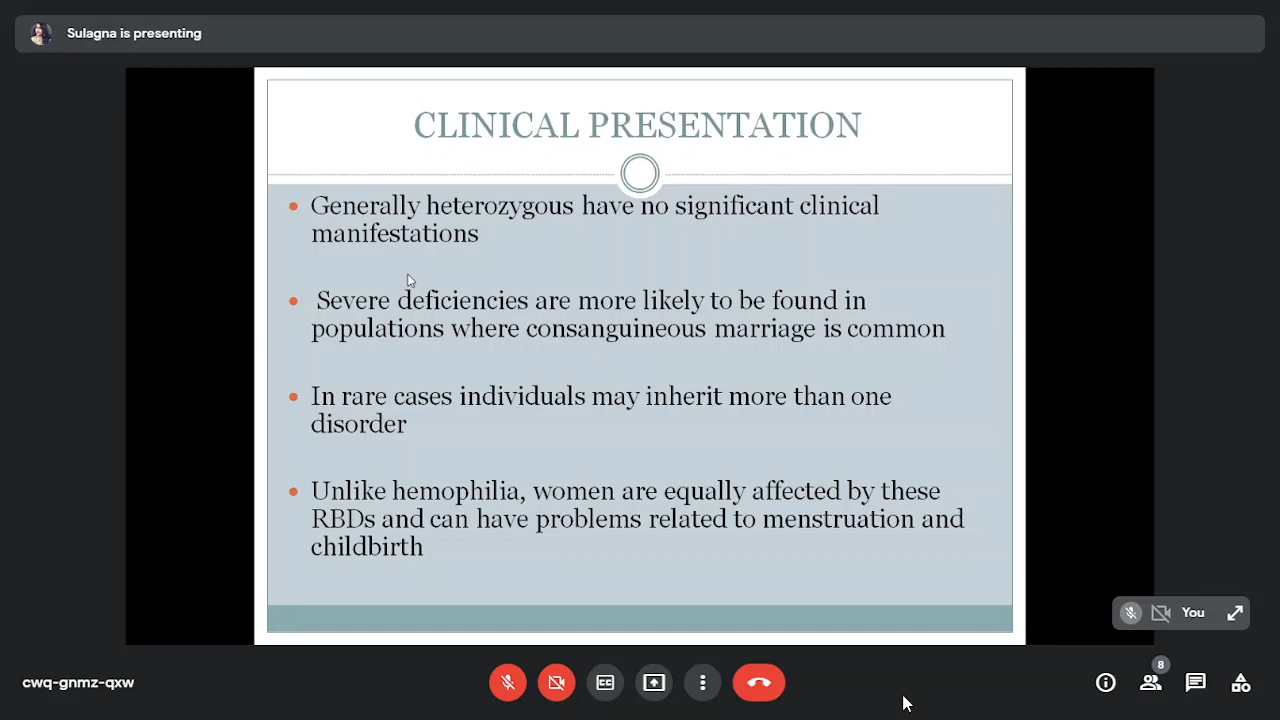 Sulagna is presenting
CLINICAL PRESENTATION
Generally heterozygous have no significant clinical
manifestations
Severe deficiencies are more likely to be found in
populations where consanguineous marriage is common
In rare cases individuals may inherit more than one
disorder
Unlike hemophilia, women are equally affected by these
RBDs and can have problems related to menstruation and
childbirth
You
8
cwq-gnmz-qxw
CC